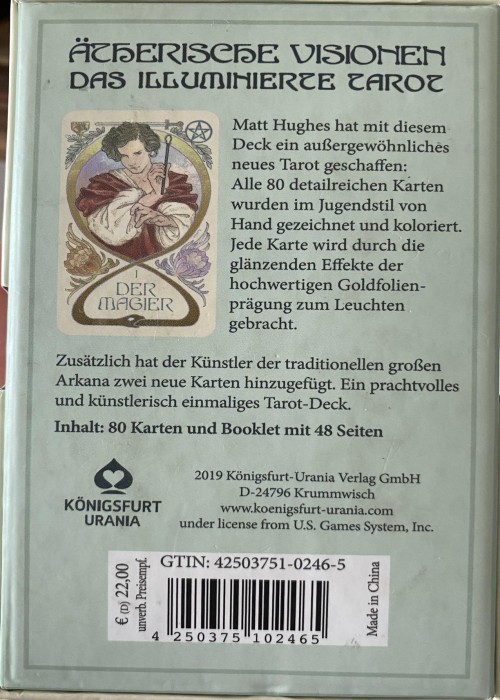 ÄTHERISCHE VISIONEN
DAS ILLUMINIERTE TAROT
I
DER
MAGIER
Matt Hughes hat mit diesem
Deck ein außergewöhnliches
neues Tarot geschaffen:
Alle 80 detailreichen Karten
wurden im Jugendstil von
Hand gezeichnet und koloriert.
Jede Karte wird durch die
glänzenden Effekte der
hochwertigen Goldfolien-
prägung zum Leuchten
gebracht.
Zusätzlich hat der Künstler der traditionellen großen
Arkana zwei neue Karten hinzugefügt. Ein prachtvolles
und künstlerisch einmaliges Tarot-Deck.
Inhalt: 80 Karten und Booklet mit 48 Seiten
KÖNIGSFURT
URANIA
2019 Königsfurt-Urania Verlag GmbH
D-24796 Krummwisch
www.koenigsfurt-urania.com
under license from U.S. Games System, Inc.
€ (D) 22,00
unverb. Preisempf.
GTIN: 42503751-0246-5
4 250375 102465
Made in China